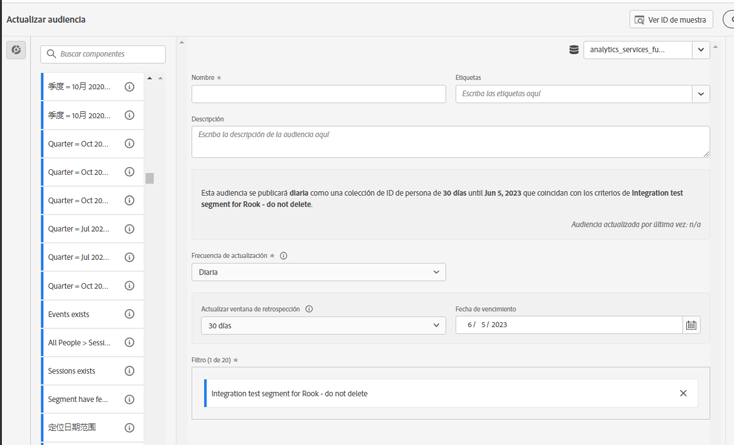 Actualizar audiencia
Ver ID de muestra
Buscar componentes
季度 = 10月 2020...
季度 = 10月 2020...
Quarter = Oct 20...
Quarter = Oct 20...
Quarter = Oct 20...
Quarter = Jul 202...
Quarter = Jul 202...
Quarter = Oct 20...
Events exists
All People > Sessi...
Sessions exists
Segment have fe...
定位日期范围
analytics_services_fu...
Nombre *
Etiquetas
Escriba las etiquetas aquí
Descripción
Escriba la descripción de la audiencia aquí
Esta audiencia se publicará diaria como una colección de ID de persona de 30 días until Jun 5, 2023 que coincidan con los criterios de Integration test
segment for Rook - do not delete.
Audiencia actualizada por última vez: n/a
Frecuencia de actualización *
Diaria
Actualizar ventana de retrospección
30 días
Fecha de vencimiento
6 / 5 / 2023
Filtro (1 de 20) *
Integration test segment for Rook - do not delete